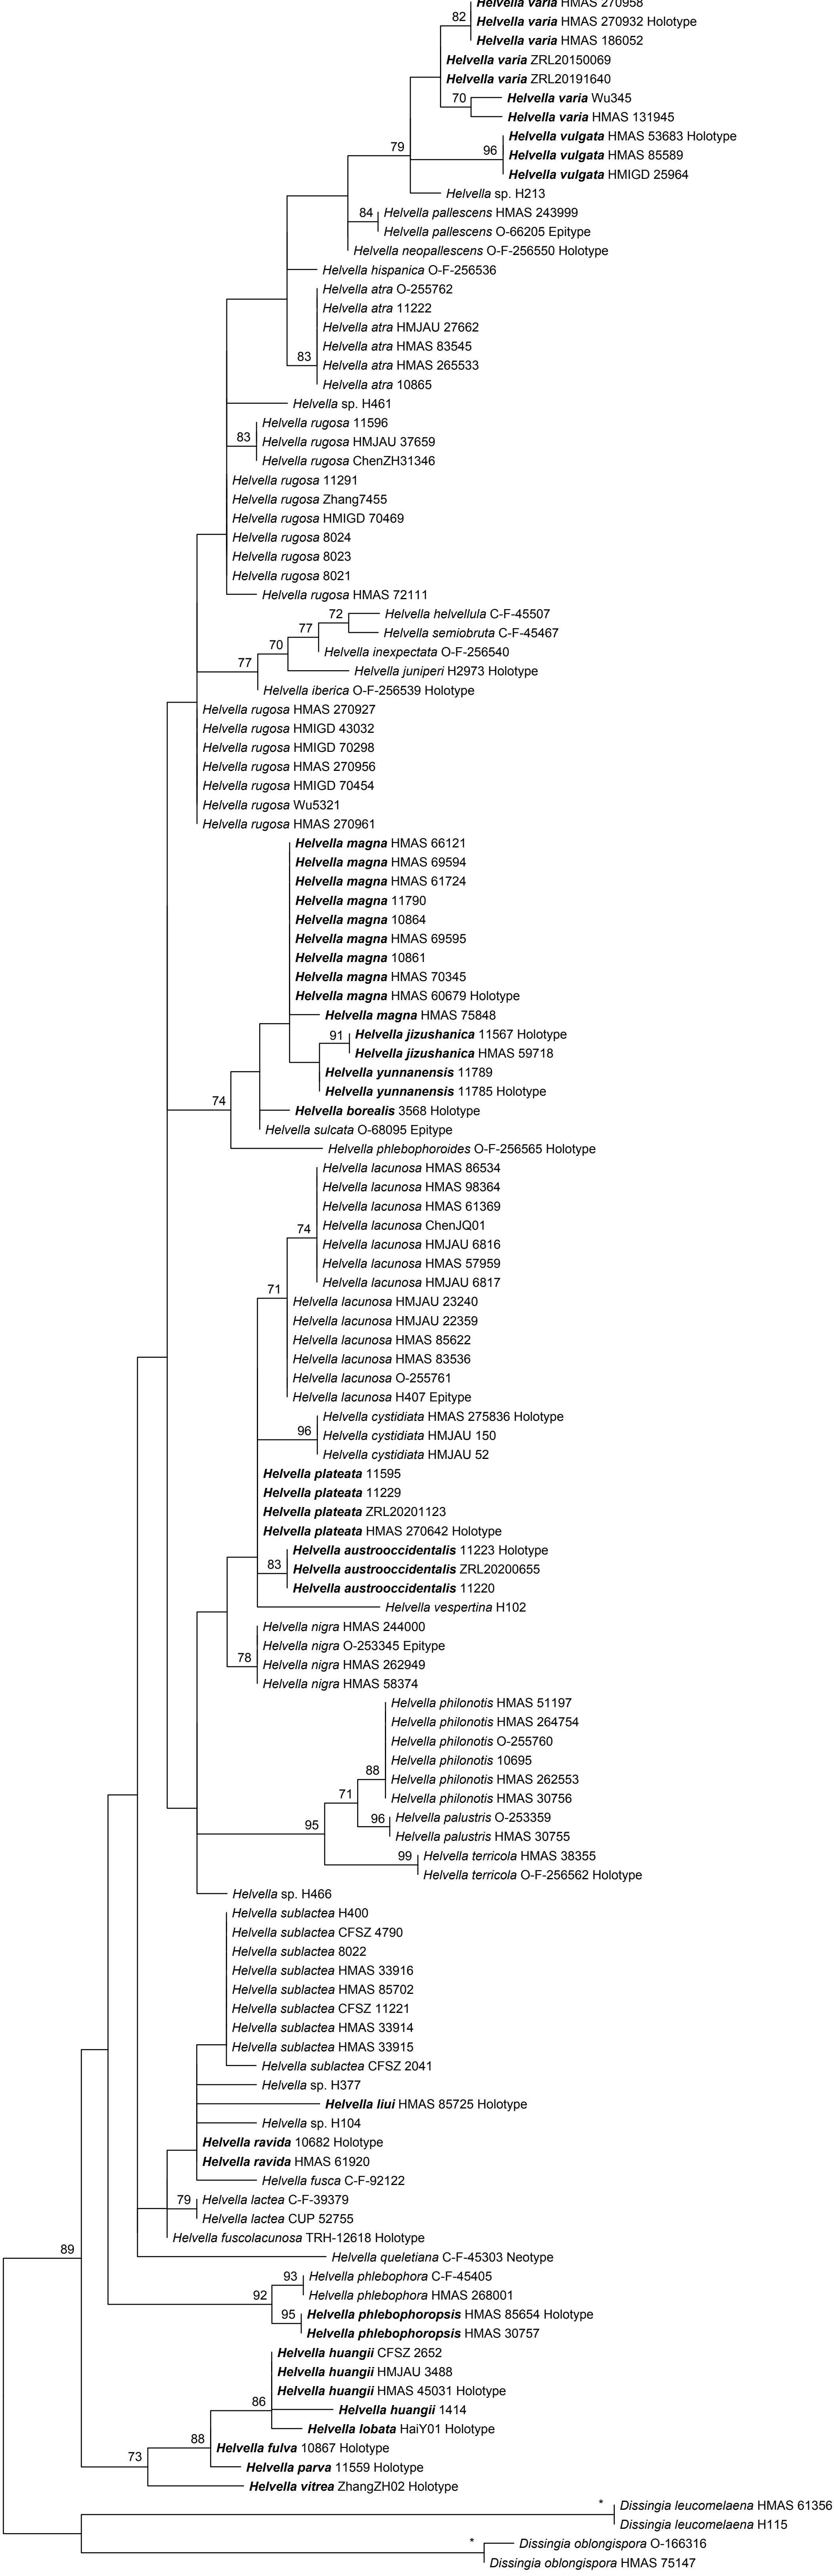 Helvella varia HMAS 270958
82
Helvella varia HMAS 270932 Holotype
Helvella varia HMAS 186052
Helvella varia ZRL20150069
Helvella varia ZRL20191640
70
Helvella varia Wu345
Helvella varia HMAS 131945
Helvella vulgata HMAS 53683 Holotype
79
96
Helvella vulgata HMAS 85589
Helvella vulgata HMIGD 25964
Helvella sp. H213
84
Helvella pallescens HMAS 243999
Helvella pallescens O-66205 Epitype
Helvella neopallescens O-F-256550 Holotype
Helvella hispanica O-F-256536
Helvella atra O-255762
Helvella atra 11222
Helvella atra HMJAU 27662
Helvella atra HMAS 83545
83
Helvella atra HMAS 265533
Helvella atra 10865
Helvella sp. H461
Helvella rugosa 11596
83
Helvella rugosa HMJAU 37659
Helvella rugosa ChenZH31346
Helvella rugosa 11291
Helvella rugosa Zhang7455
Helvella rugosa HMIGD 70469
Helvella rugosa 8024
Helvella rugosa 8023
Helvella rugosa 8021
Helvella rugosa HMAS 72111
72
Helvella helvellula C-F-45507
77
Helvella semiobruta C-F-45467
70
Helvella inexpectata O-F-256540
77
Helvella juniperi H2973 Holotype
Helvella iberica O-F-256539 Holotype
Helvella rugosa HMAS 270927
Helvella rugosa HMIGD 43032
Helvella rugosa HMIGD 70298
Helvella rugosa HMAS 270956
Helvella rugosa HMIGD 70454
Helvella rugosa Wu5321
Helvella rugosa HMAS 270961
Helvella magna HMAS 66121
Helvella magna HMAS 69594
Helvella magna HMAS 61724
Helvella magna 11790
Helvella magna 10864
Helvella magna HMAS 69595
Helvella magna 10861
Helvella magna HMAS 70345
Helvella magna HMAS 60679 Holotype
Helvella magna HMAS 75848
91
Helvella jizushanica 11567 Holotype
Helvella jizushanica HMAS 59718
Helvella yunnanensis 11789
Helvella yunnanensis 11785 Holotype
74
Helvella borealis 3568 Holotype
Helvella sulcata O-68095 Epitype
Helvella phlebophoroides O-F-256565 Holotype
Helvella lacunosa HMAS 86534
Helvella lacunosa HMAS 98364
Helvella lacunosa HMAS 61369
74
Helvella lacunosa ChenJQ01
Helvella lacunosa HMJAU 6816
Helvella lacunosa HMAS 57959
Helvella lacunosa HMJAU 6817
71
Helvella lacunosa HMJAU 23240
Helvella lacunosa HMJAU 22359
Helvella lacunosa HMAS 85622
Helvella lacunosa HMAS 83536
Helvella lacunosa O-255761
Helvella lacunosa H407 Epitype
Helvella cystidiata HMAS 275836 Holotype
96
Helvella cystidiata HMJAU 150
Helvella cystidiata HMJAU 52
Helvella plateata 11595
Helvella plateata 11229
Helvella plateata ZRL20201123
Helvella plateata HMAS 270642 Holotype
Helvella austrooccidentalis 11223 Holotype
83
Helvella austrooccidentalis ZRL20200655
Helvella austrooccidentalis 11220
Helvella vespertina H102
Helvella nigra HMAS 244000
Helvella nigra O-253345 Epitype
78
Helvella nigra HMAS 262949
Helvella nigra HMAS 58374
Helvella philonotis HMAS 51197
Helvella philonotis HMAS 264754
Helvella philonotis O-255760
Helvella philonotis 10695
88
Helvella philonotis HMAS 262553
71
Helvella philonotis HMAS 30756
95
96
Helvella palustris O-253359
Helvella palustris HMAS 30755
99
Helvella terricola HMAS 38355
Helvella terricola O-F-256562 Holotype
Helvella sp. H466
Helvella sublactea H400
Helvella sublactea CFSZ 4790
Helvella sublactea 8022
Helvella sublactea HMAS 33916
Helvella sublactea HMAS 85702
Helvella sublactea CFSZ 11221
Helvella sublactea HMAS 33914
Helvella sublactea HMAS 33915
Helvella sublactea CFSZ 2041
Helvella sp. H377
Helvella liui HMAS 85725 Holotype
Helvella sp. H104
Helvella ravida 10682 Holotype
Helvella ravida HMAS 61920
Helvella fusca C-F-92122
79
Helvella lactea C-F-39379
Helvella lactea CUP 52755
Helvella fuscolacunosa TRH-12618 Holotype
89
Helvella queletiana C-F-45303 Neotype
93
Helvella phlebophora C-F-45405
92
Helvella phlebophora HMAS 268001
95
Helvella phlebophoropsis HMAS 85654 Holotype
Helvella phlebophoropsis HMAS 30757
Helvella huangii CFSZ 2652
Helvella huangii HMJAU 3488
Helvella huangii HMAS 45031 Holotype
86
Helvella huangii 1414
Helvella lobata HaiY01 Holotype
88
Helvella fulva 10867 Holotype
73
Helvella parva 11559 Holotype
Helvella vitrea ZhangZH02 Holotype
*
Dissingia leucomelaena HMAS 61356
Dissingia leucomelaena H115
*
Dissingia oblongispora O-166316
Dissingia oblongispora HMAS 75147